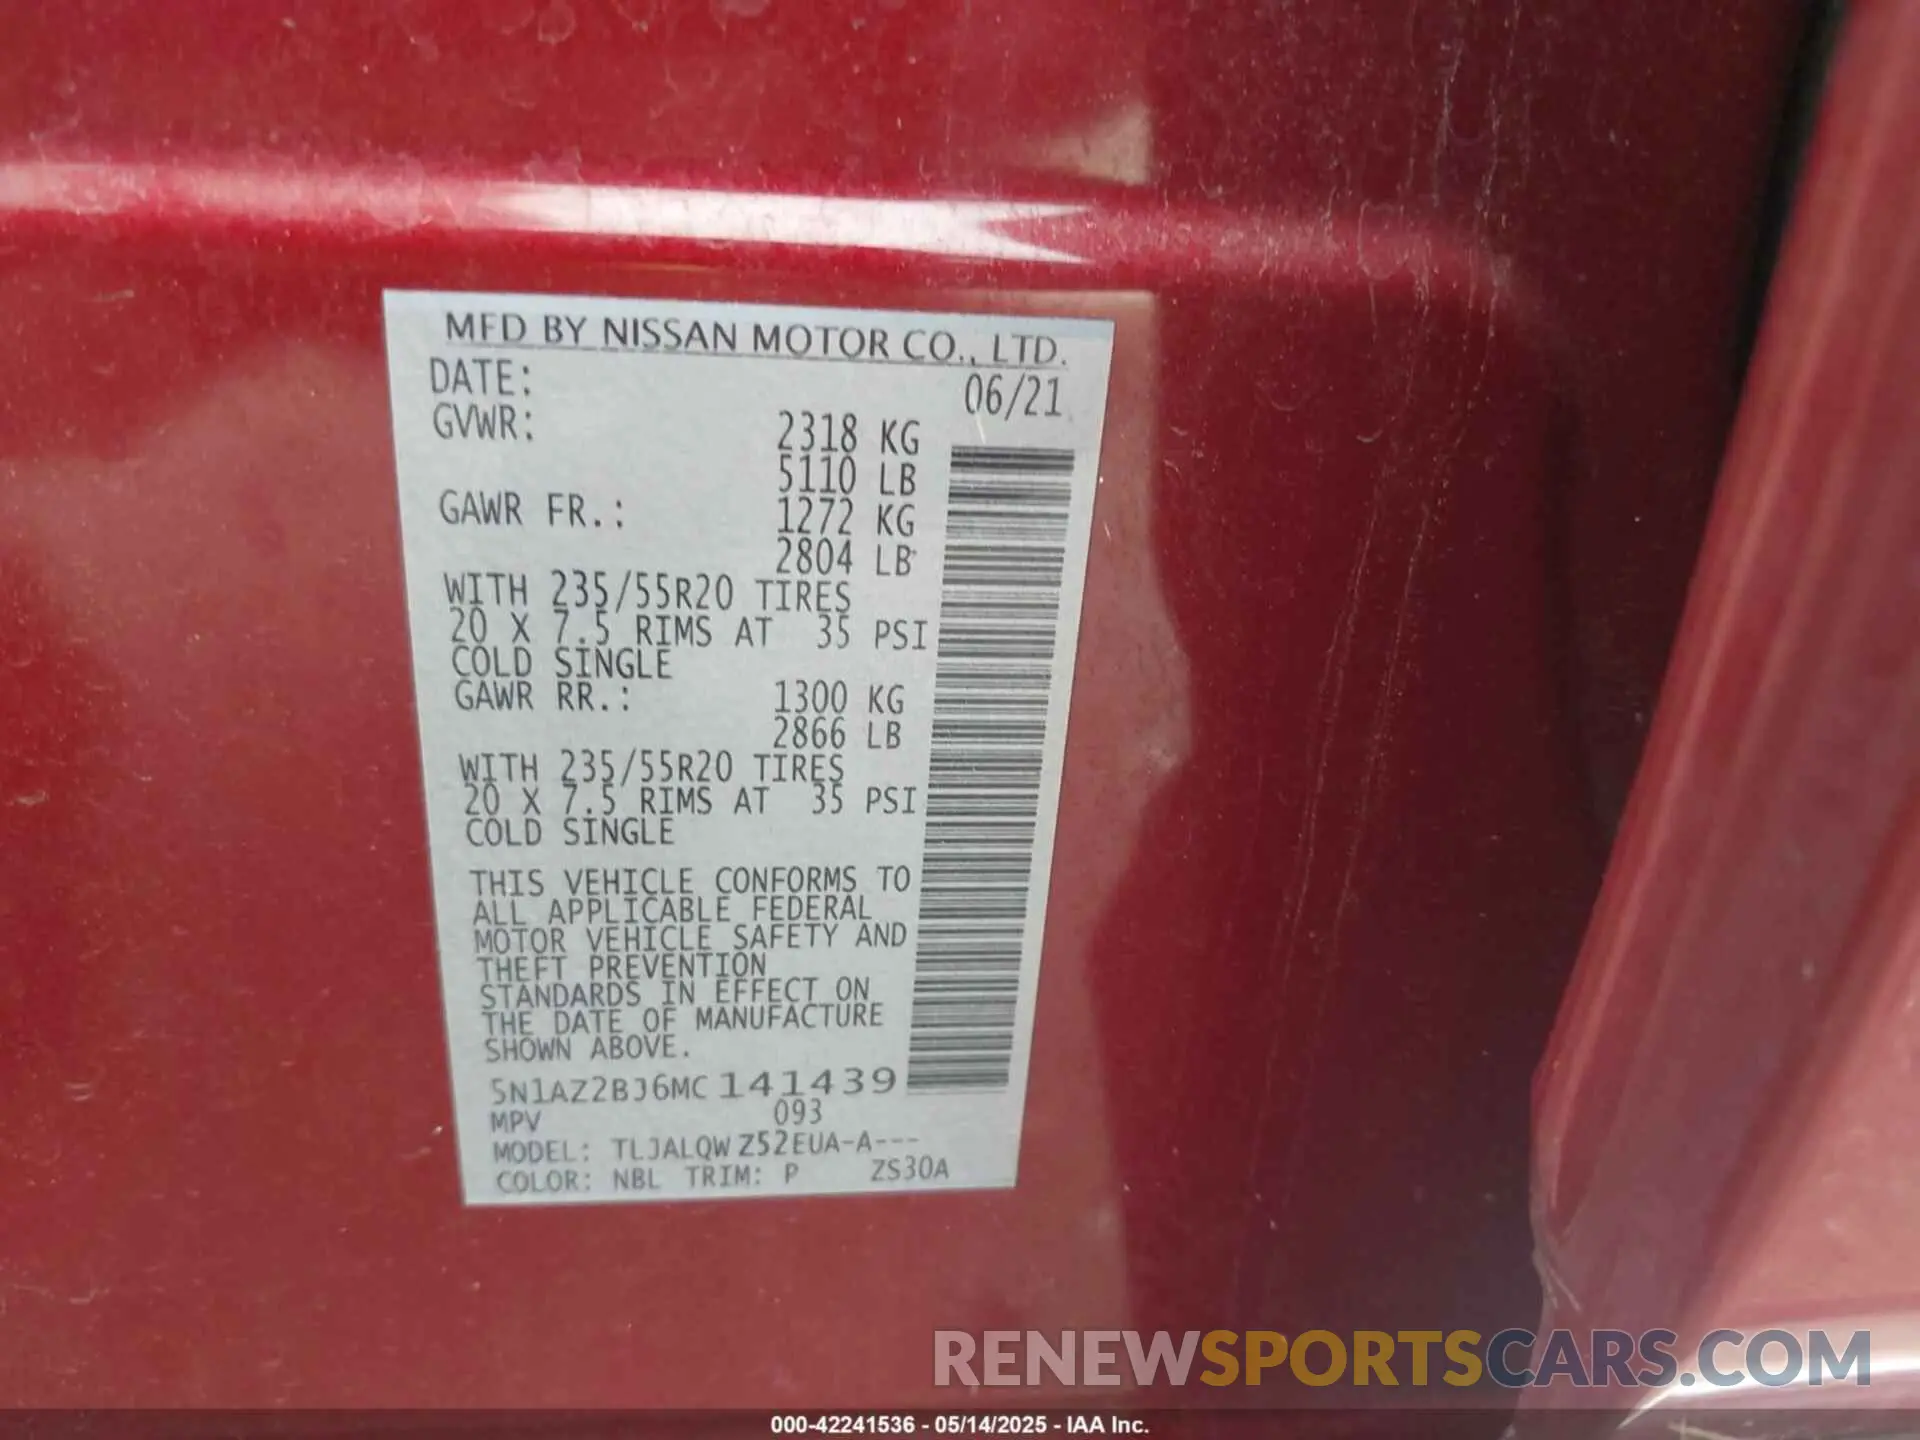 MFD BY NISSAN MOTOR CO., LTD.
DATE: 06/21
GVWR: 2318 KG
5110 LB
GAWR FR.: 1272 KG
2804 LB
WITH 235/55R20 TIRES
20 X 7.5 RIMS AT 35 PSI
COLD SINGLE
GAWR RR.: 1300 KG
2866 LB
WITH 235/55R20 TIRES
20 X 7.5 RIMS AT 35 PSI
COLD SINGLE
THIS VEHICLE CONFORMS TO
ALL APPLICABLE FEDERAL
MOTOR VEHICLE SAFETY AND
THEFT PREVENTION
STANDARDS IN EFFECT ON
THE DATE OF MANUFACTURE
SHOWN ABOVE.
5N1AZ2BJ6MC141439
MPV 093
MODEL: TLJALQWZ52EUA-A---
COLOR: NBL TRIM: P ZS30A
RENEWSPORTSCARS.COM
000-42241536 - 05/14/2025 - IAA Inc.